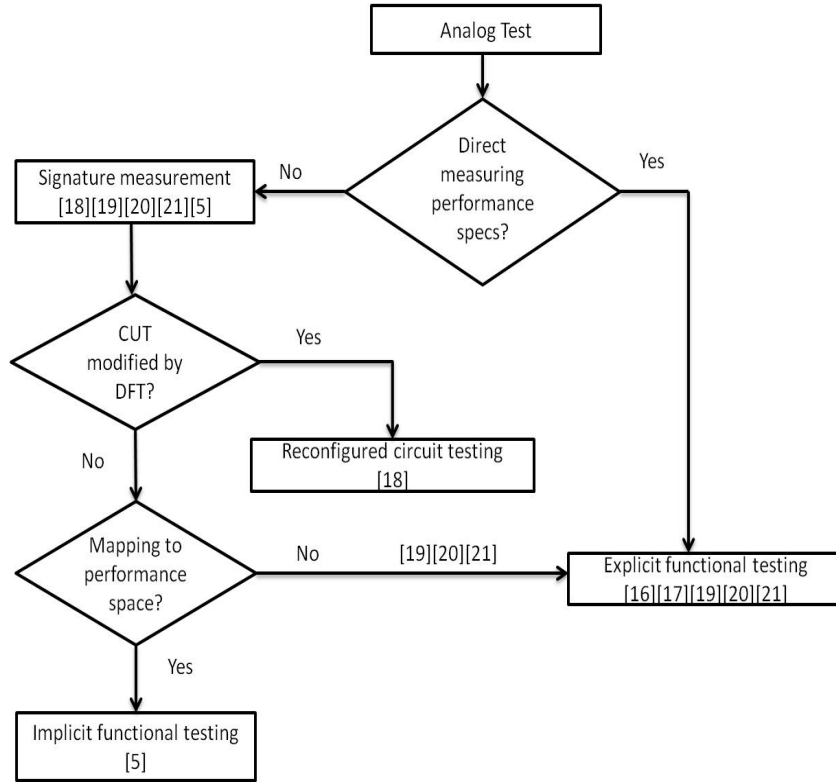 Analog Test
Direct
measuring
performance
specs?
No
Yes
Signature measurement
[18][19][20][21][5]
CUT
modified by
DFT?
Yes
No
Reconfigured circuit testing
[18]
Mapping to
performance
space?
No
[19][20][21]
Explicit functional testing
[16][17][19][20][21]
Yes
Implicit functional testing
[5]